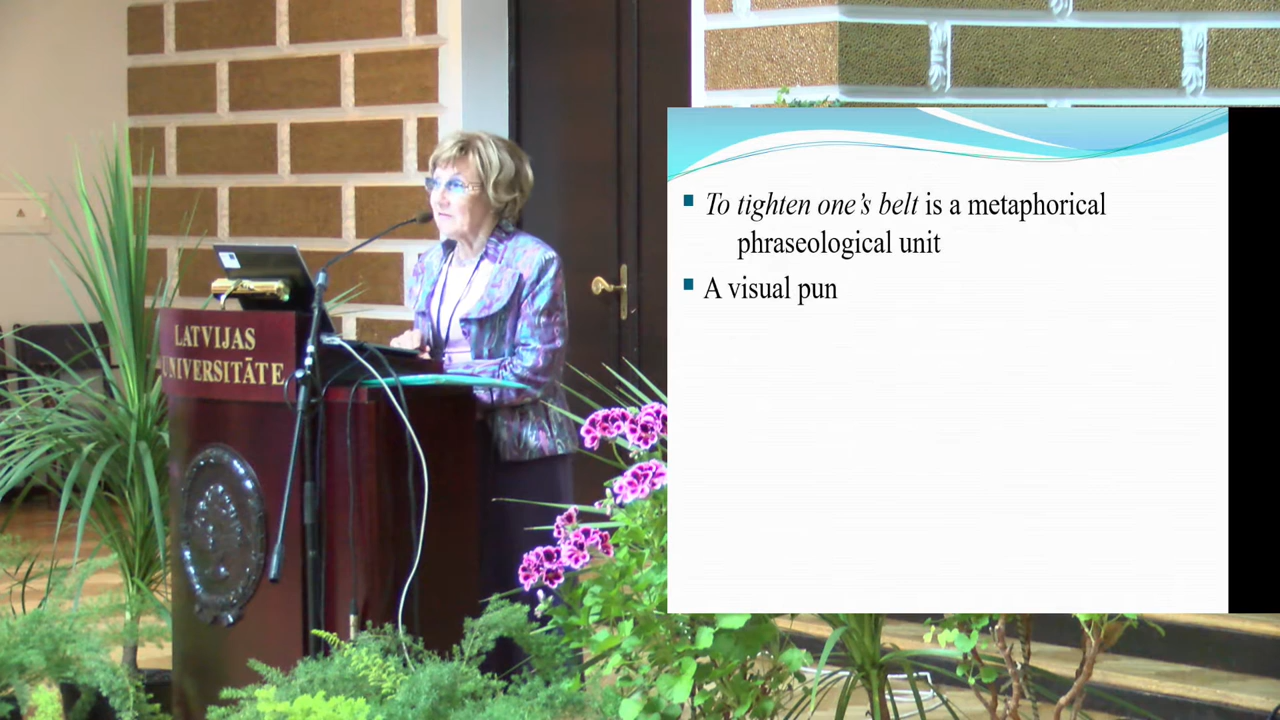 LATVIJAS
UNIVERSITĀTE
To tighten one's belt is a metaphorical
phraseological unit
A visual pun